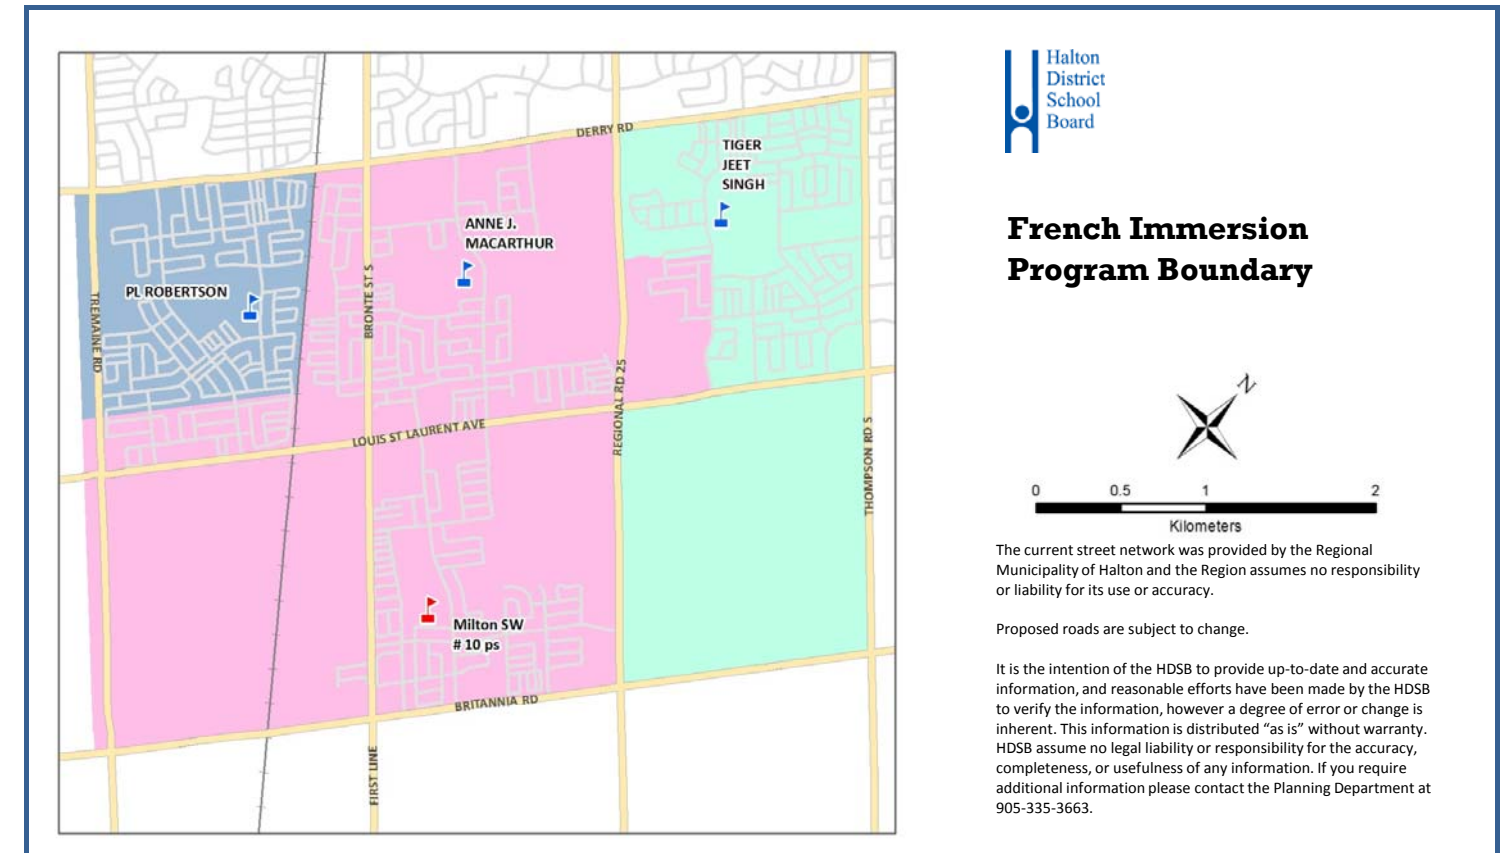 DERRY RD
TIGER
JEET
SINGH
ANNE J.
MACARTHUR
PL ROBERTSON
TREMAINE RD
BRONTE ST S
REGIONAL RD 25
LOUIS ST LAURENT AVE
THOMPSON RD S
Milton SW
# 10 ps
BRITANNIA RD
FIRST LINE
Halton
District
School
Board
French Immersion
Program Boundary
N
0 0.5 1 2
Kilometers
The current street network was provided by the Regional
Municipality of Halton and the Region assumes no responsibility
or liability for its use or accuracy.
Proposed roads are subject to change.
It is the intention of the HDSB to provide up-to-date and accurate
information, and reasonable efforts have been made by the HDSB
to verify the information, however a degree of error or change is
inherent. This information is distributed “as is” without warranty.
HDSB assume no legal liability or responsibility for the accuracy,
completeness, or usefulness of any information. If you require
additional information please contact the Planning Department at
905-335-3663.